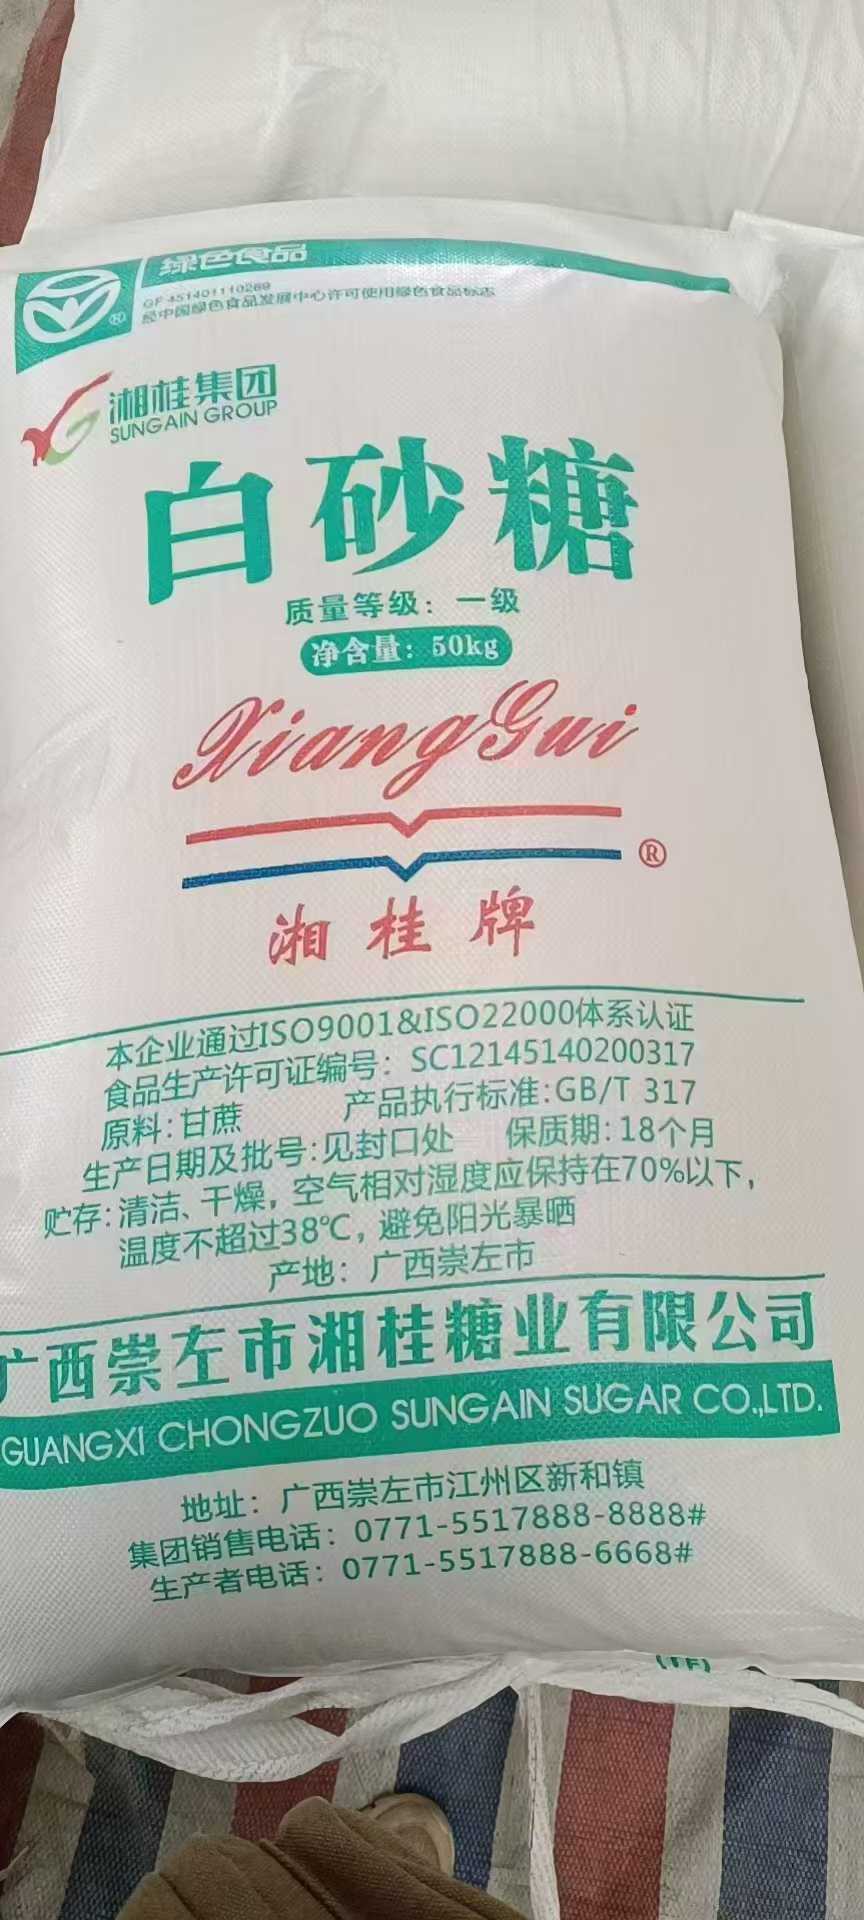 绿色食品
GF 451401110269
经中国绿色食品发展中心许可使用绿色食品标志
®
湘桂集团
SUNGAIN GROUP
白砂糖
质量等级：一级
净含量：50kg
XiangGui
®
湘桂牌
本企业通过ISO9001&ISO22000体系认证
食品生产许可证编号：SC12145140200317
原料：甘蔗 产品执行标准：GB/T 317
生产日期及批号：见封口处 保质期：18个月
贮存：清洁、干燥，空气相对湿度应保持在70%以下，
温度不超过38℃，避免阳光暴晒
产地：广西崇左市
广西崇左市湘桂糖业有限公司
GUANGXI CHONGZUO SUNGAIN SUGAR CO.,LTD.
地址：广西崇左市江州区新和镇
集团销售电话：0771-5517888-8888#
生产者电话：0771-5517888-6668#